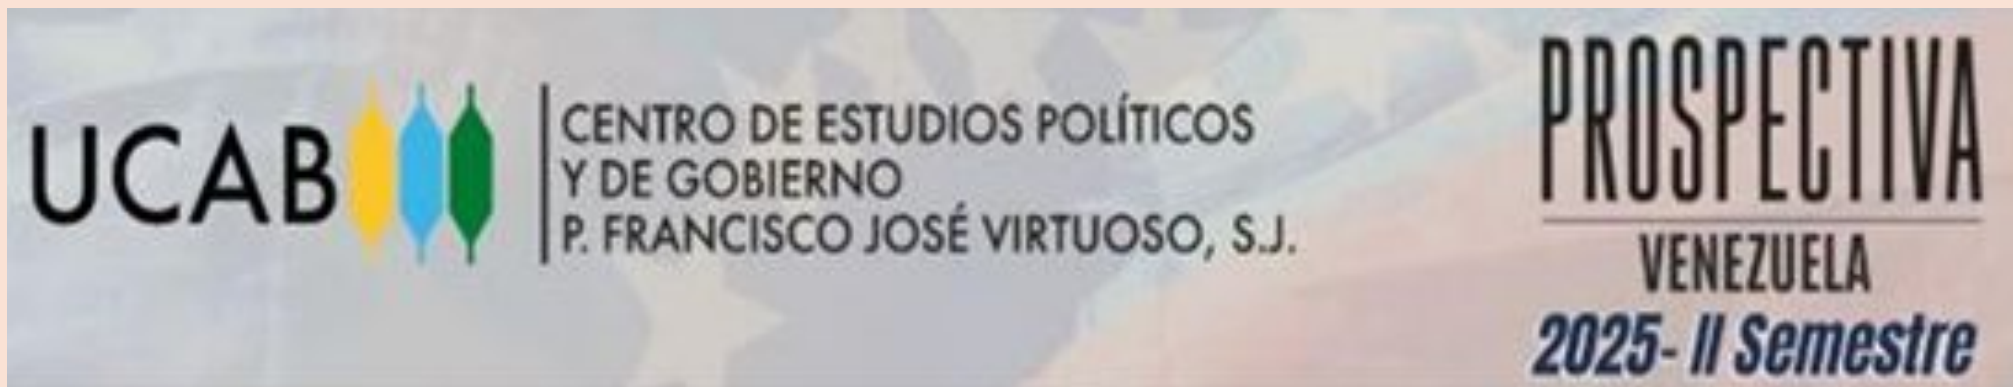 UCAB
CENTRO DE ESTUDIOS POLÍTICOS
Y DE GOBIERNO
P. FRANCISCO JOSÉ VIRTUOSO, S.J.
PROSPECTIVA
VENEZUELA
2025- II Semestre